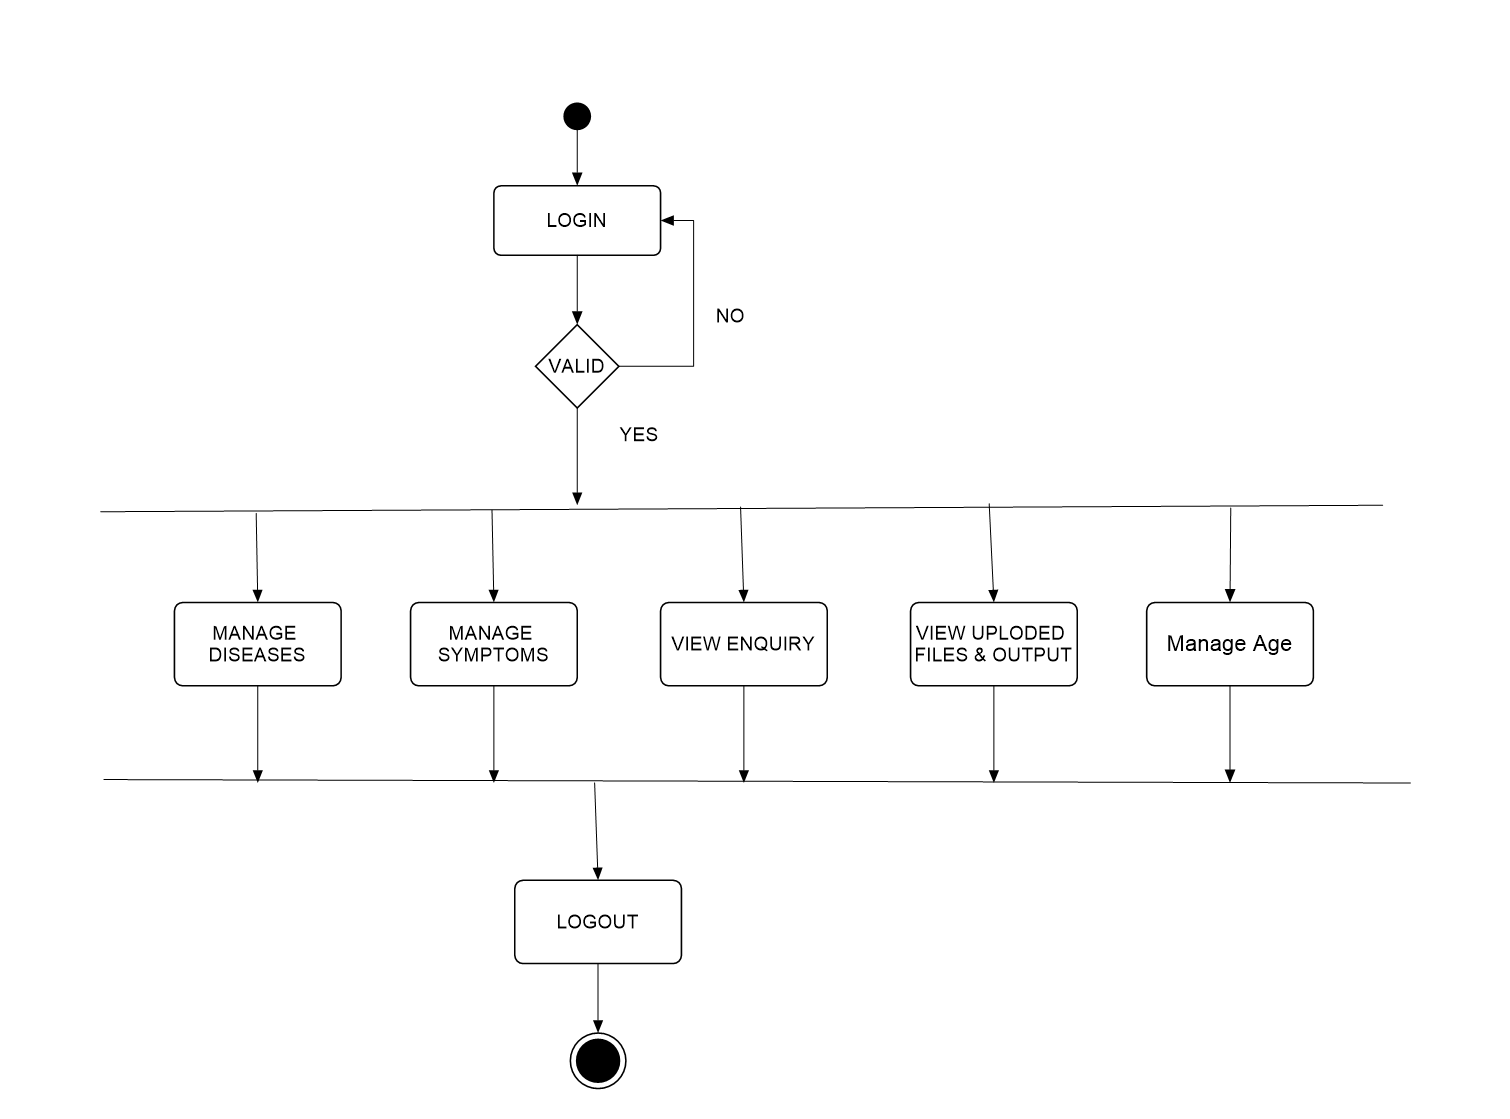 LOGIN
NO
VALID
YES
MANAGE
DISEASES
MANAGE
SYMPTOMS
VIEW ENQUIRY
VIEW UPLODED
FILES & OUTPUT
Manage Age
LOGOUT